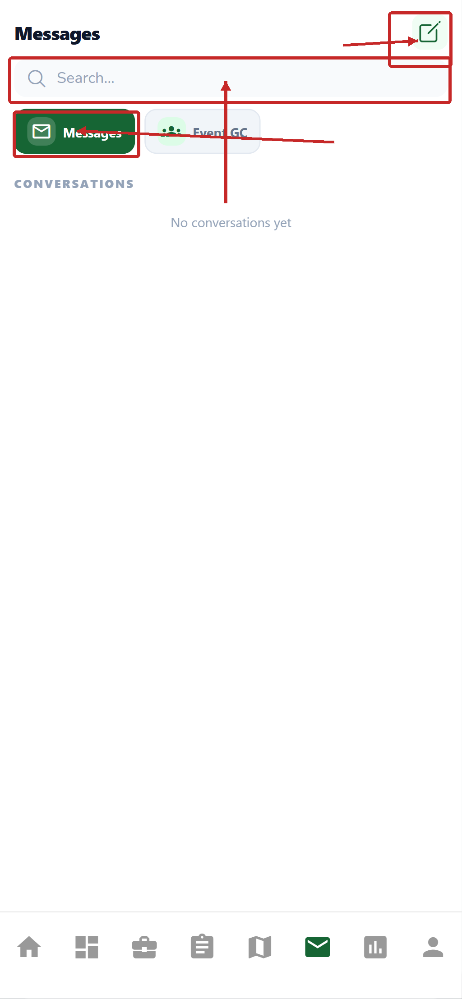 Messages
Search...
Messages
Event GC
CONVERSATIONS
No conversations yet